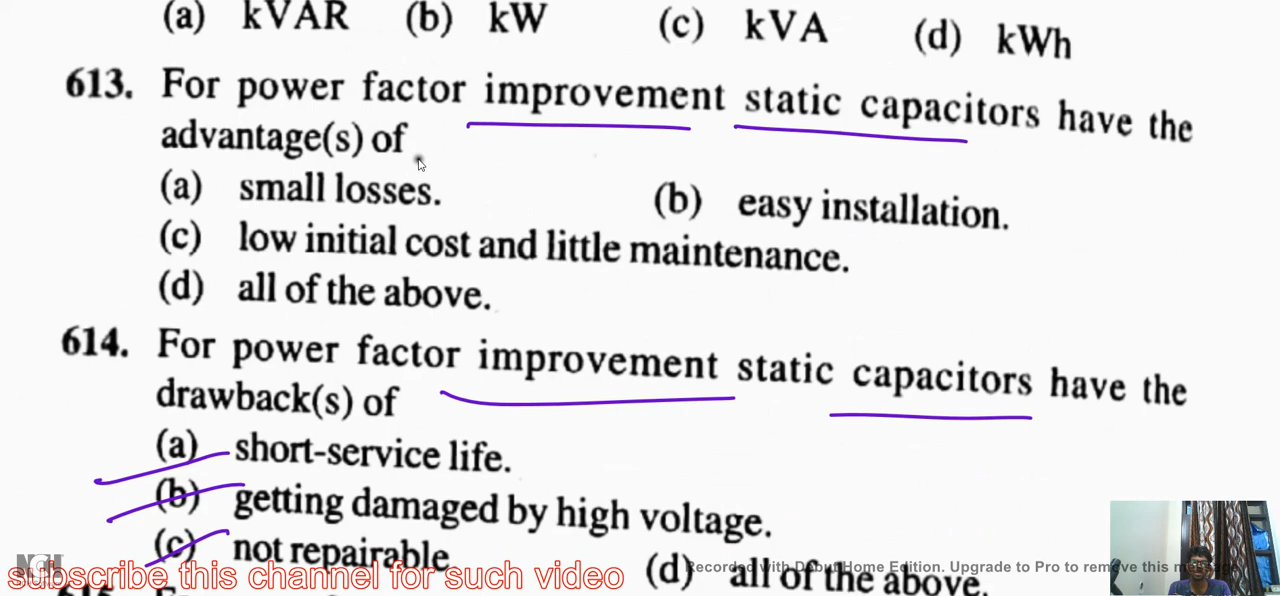 (a) kVAR (b) kW (c) kVA (d) kWh
613. For power factor improvement static capacitors have the
advantage(s) of
(a) small losses. (b) easy installation.
(c) low initial cost and little maintenance.
(d) all of the above.
614. For power factor improvement static capacitors have the
drawback(s) of
(a) short-service life.
(b) getting damaged by high voltage.
(c) not repairable (d) all of the above.
subscribe this channel for such video
Recorded with Debut Home Edition. Upgrade to Pro to remove this message